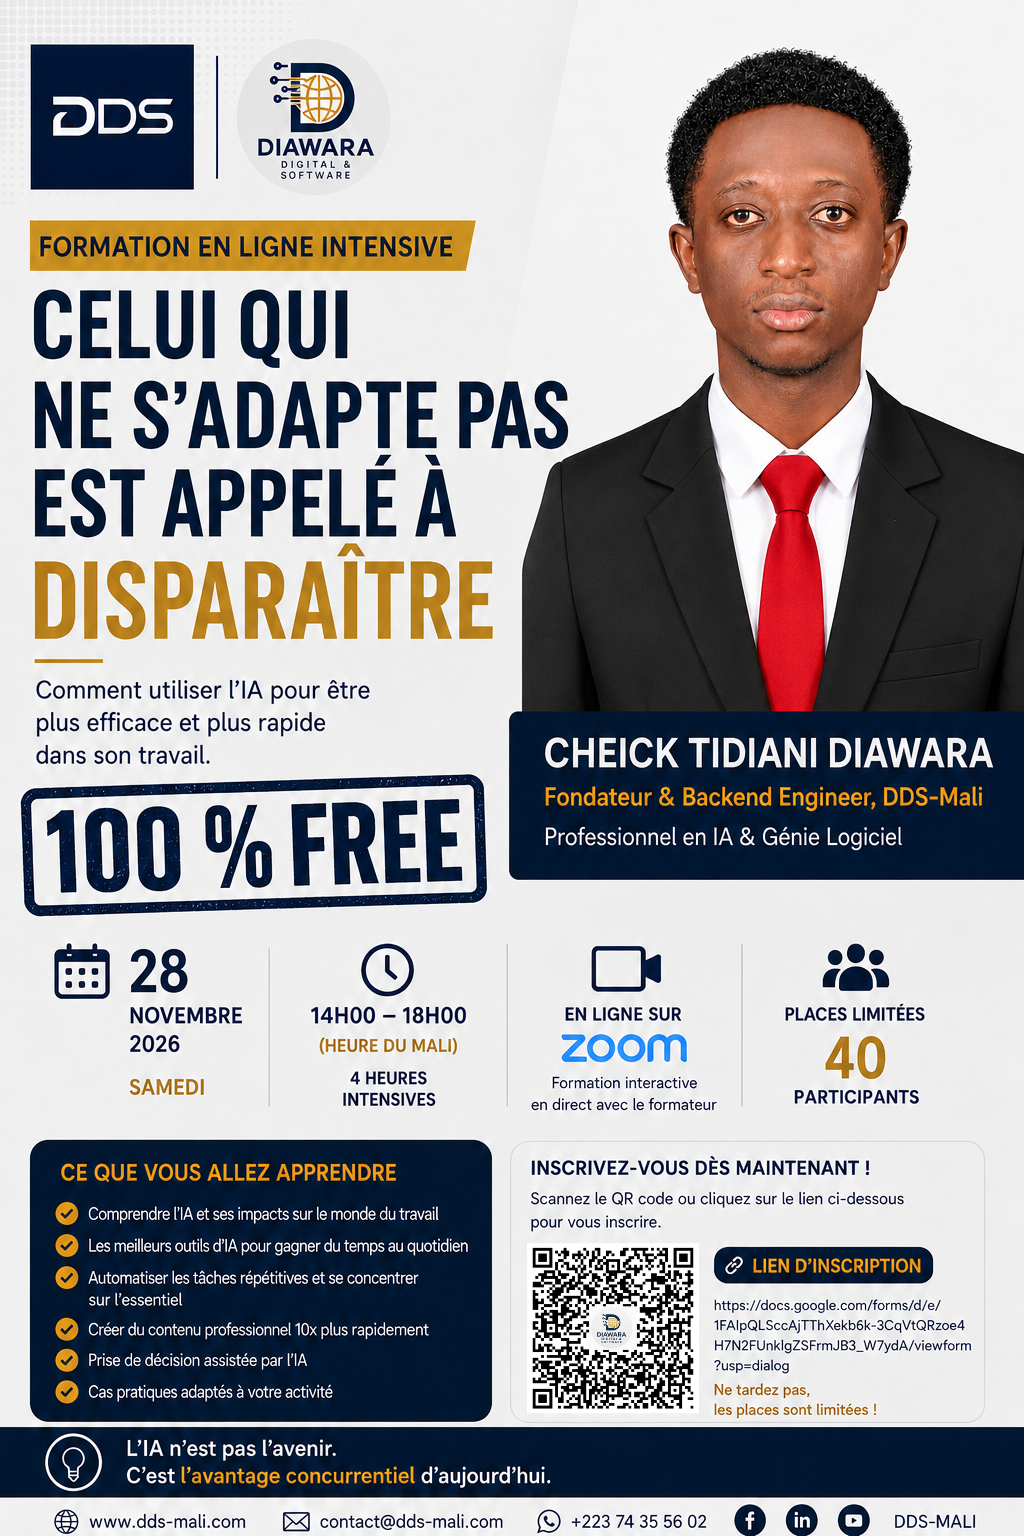 DDS
DIAWARA
DIGITAL &
SOFTWARE
FORMATION EN LIGNE INTENSIVE
CELUI QUI
NE S'ADAPTE PAS
EST APPELÉ À
DISPARAÎTRE
Comment utiliser l'IA pour être
plus efficace et plus rapide
dans son travail.
100 % FREE
CHEICK TIDIANI DIAWARA
Fondateur & Backend Engineer, DDS-Mali
Professionnel en IA & Génie Logiciel
28
NOVEMBRE
2026
SAMEDI
14H00 – 18H00
(HEURE DU MALI)
4 HEURES
INTENSIVES
EN LIGNE SUR
zoom
Formation interactive
en direct avec le formateur
PLACES LIMITÉES
40
PARTICIPANTS
CE QUE VOUS ALLEZ APPRENDRE
Comprendre l'IA et ses impacts sur le monde du travail
Les meilleurs outils d'IA pour gagner du temps au quotidien
Automatiser les tâches répétitives et se concentrer
sur l'essentiel
Créer du contenu professionnel 10x plus rapidement
Prise de décision assistée par l'IA
Cas pratiques adaptés à votre activité
INSCRIVEZ-VOUS DÈS MAINTENANT !
Scannez le QR code ou cliquez sur le lien ci-dessous
pour vous inscrire.
DIAWARA
DIGITAL &
SOFTWARE
LIEN D'INSCRIPTION
https://docs.google.com/forms/d/e/
1FAIpQLSccAjTThXekb6k-3CqVtQRzoe4
H7N2FUnklgZSFrmJB3_W7ydA/viewform
?usp=dialog
Ne tardez pas,
les places sont limitées !
L'IA n'est pas l'avenir.
C'est l'avantage concurrentiel d'aujourd'hui.
www.dds-mali.com
contact@dds-mali.com
+223 74 35 56 02
DDS-MALI